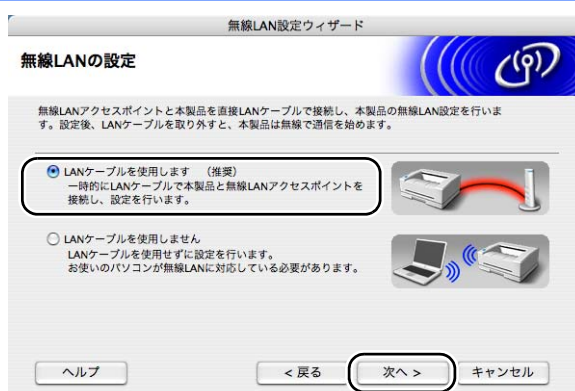 無線LAN設定ウィザード
無線LANの設定
無線LANアクセスポイントと本製品を直接LANケーブルで接続し、本製品の無線LAN設定を行いま
す。設定後、LANケーブルを取り外すと、本製品は無線で通信を始めます。
LANケーブルを使用します （推奨）
一時的にLANケーブルで本製品と無線LANアクセスポイントを
接続し、設定を行います。
LANケーブルを使用しません
LANケーブルを使用せずに設定を行います。
お使いのパソコンが無線LANに対応している必要があります。
ヘルプ
< 戻る
次へ >
キャンセル